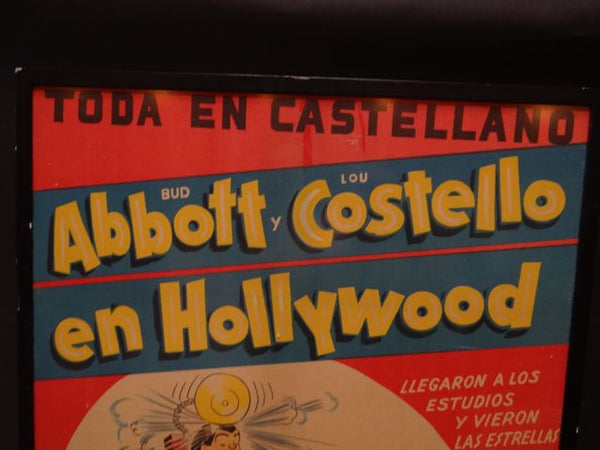 TODA EN CASTELLANO
BUD LOU
Abbott y Costello
en Hollywood
LLEGARON A LOS
ESTUDIOS
Y VIERON
LAS ESTRELLAS